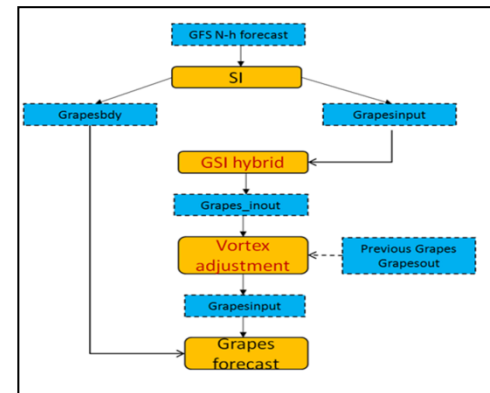 GFS N-h forecast
SI
Grapesbdy
Grapesinput
GSI hybrid
Grapes_inout
Vortex
adjustment
Previous Grapes
Grapesout
Grapesinput
Grapes
forecast